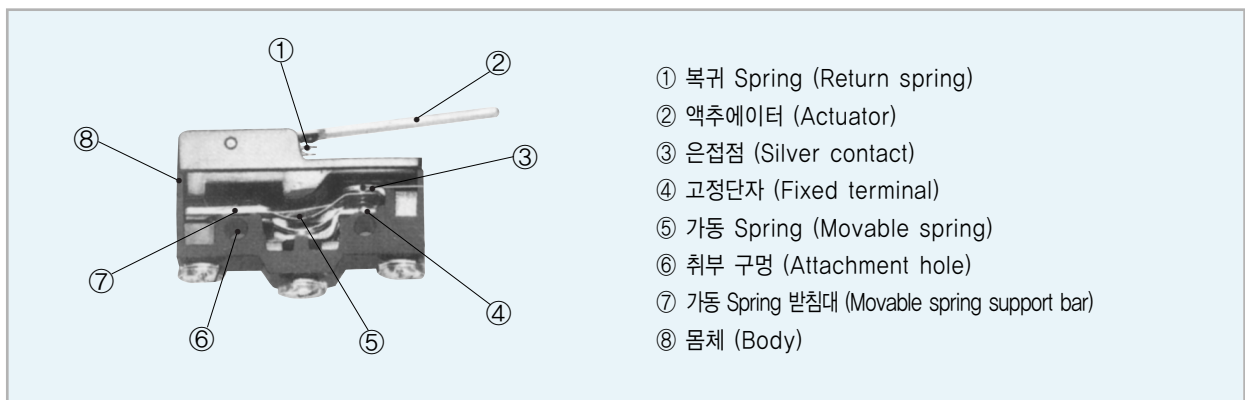 ①
②
③
④
⑤
⑥
⑦
⑧
① 복귀 Spring (Return spring)
② 액추에이터 (Actuator)
③ 은접점 (Silver contact)
④ 고정단자 (Fixed terminal)
⑤ 가동 Spring (Movable spring)
⑥ 취부 구멍 (Attachment hole)
⑦ 가동 Spring 받침대 (Movable spring support bar)
⑧ 몸체 (Body)